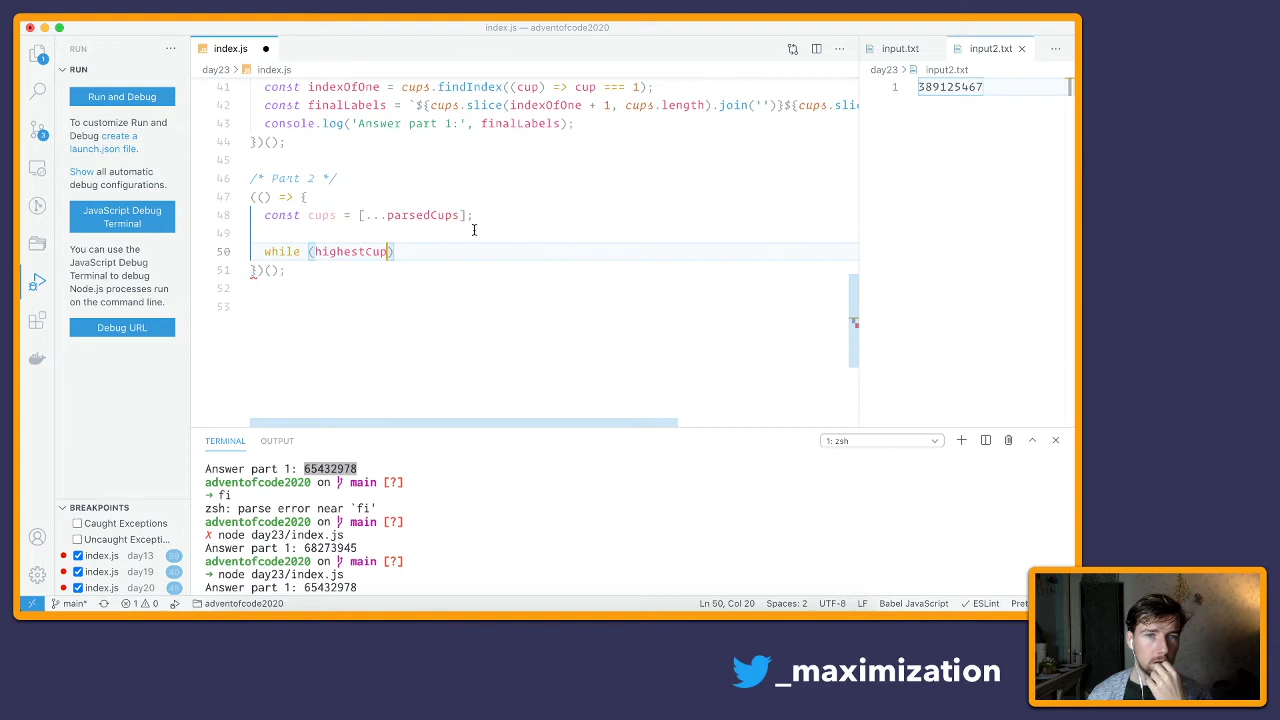 index.js — adventofcode2020
RUN
index.js
input.txt
input2.txt
RUN
day23 > index.js
day23 > input2.txt
Run and Debug
To customize Run and
Debug create a
launch.json file.
Show all automatic
debug configurations.
JavaScript Debug
Terminal
You can use the
JavaScript Debug
Terminal to debug
Node.js processes run
on the command line.
Debug URL
BREAKPOINTS
Caught Exceptions
Uncaught Excepti...
index.js day13 99
index.js day19 40
index.js day20 45
41 const indexOfOne = cups.findIndex((cup) => cup === 1);
42 const finalLabels = `${cups.slice(indexOfOne + 1, cups.length).join('')}${cups.slic
43 console.log('Answer part 1:', finalLabels);
44 })();
45
46 /* Part 2 */
47 (() => {
48 const cups = [...parsedCups];
49
50 while (highestCup)
51 })();
52
53
1 389125467
TERMINAL
OUTPUT
1: zsh
Answer part 1: 65432978
adventofcode2020 on main [?]
→ fi
zsh: parse error near `fi'
adventofcode2020 on main [?]
✗ node day23/index.js
Answer part 1: 68273945
adventofcode2020 on main [?]
→ node day23/index.js
Answer part 1: 65432978
main*
1 0
adventofcode2020
Ln 50, Col 20
Spaces: 2
UTF-8
LF
Babel JavaScript
ESLint
_maximization